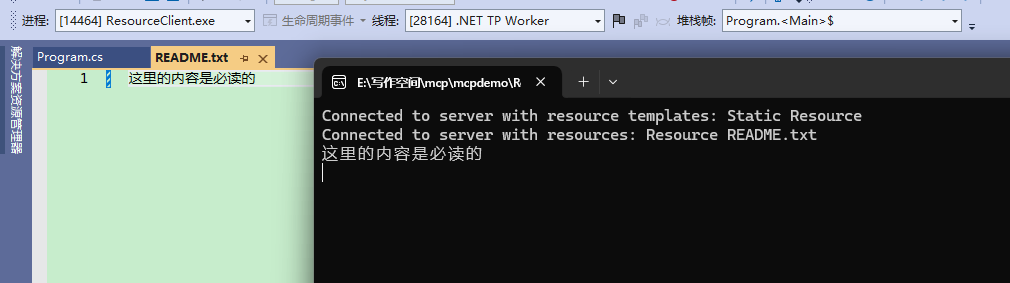 进程: [14464] ResourceClient.exe 生命周期事件 线程: [28164] .NET TP Worker 堆栈帧: Program.<Main>$
解决方案资源管理器
Program.cs README.txt
1 这里的内容是必读的
E:\写作空间\mcp\mcpdemo\R
Connected to server with resource templates: Static Resource
Connected to server with resources: Resource README.txt
这里的内容是必读的